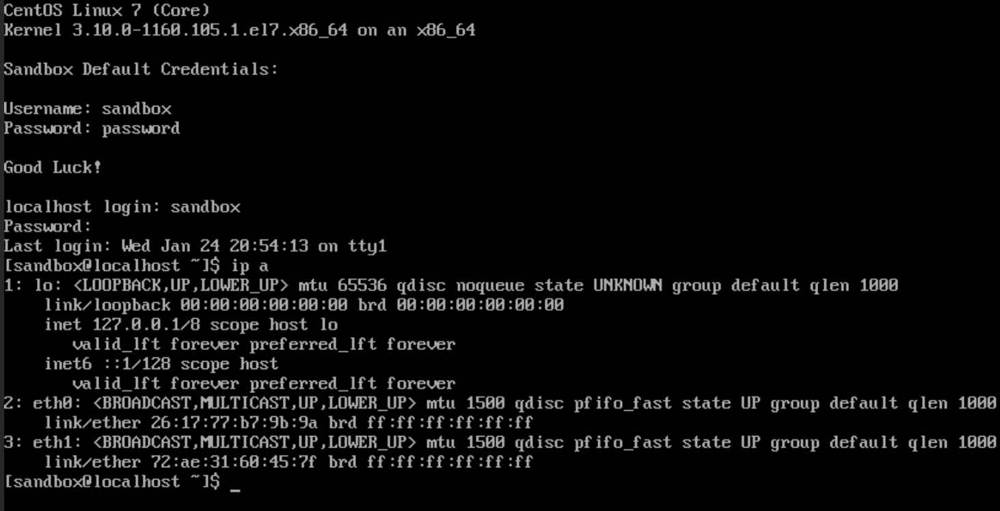 CentOS Linux 7 (Core)
Kernel 3.10.0-1160.105.1.el7.x86_64 on an x86_64
Sandbox Default Credentials:
Username: sandbox
Password: password
Good Luck!
localhost login: sandbox
Password:
Last login: Wed Jan 24 20:54:13 on tty1
[sandbox@localhost ~]$ ip a
1: lo: <LOOPBACK,UP,LOWER_UP> mtu 65536 qdisc noqueue state UNKNOWN group default qlen 1000
    link/loopback 00:00:00:00:00:00 brd 00:00:00:00:00:00
    inet 127.0.0.1/8 scope host lo
       valid_lft forever preferred_lft forever
    inet6 ::1/128 scope host
       valid_lft forever preferred_lft forever
2: eth0: <BROADCAST,MULTICAST,UP,LOWER_UP> mtu 1500 qdisc pfifo_fast state UP group default qlen 1000
    link/ether 26:17:77:b7:9b:9a brd ff:ff:ff:ff:ff:ff
3: eth1: <BROADCAST,MULTICAST,UP,LOWER_UP> mtu 1500 qdisc pfifo_fast state UP group default qlen 1000
    link/ether 72:ae:31:60:45:7f brd ff:ff:ff:ff:ff:ff
[sandbox@localhost ~]$ _